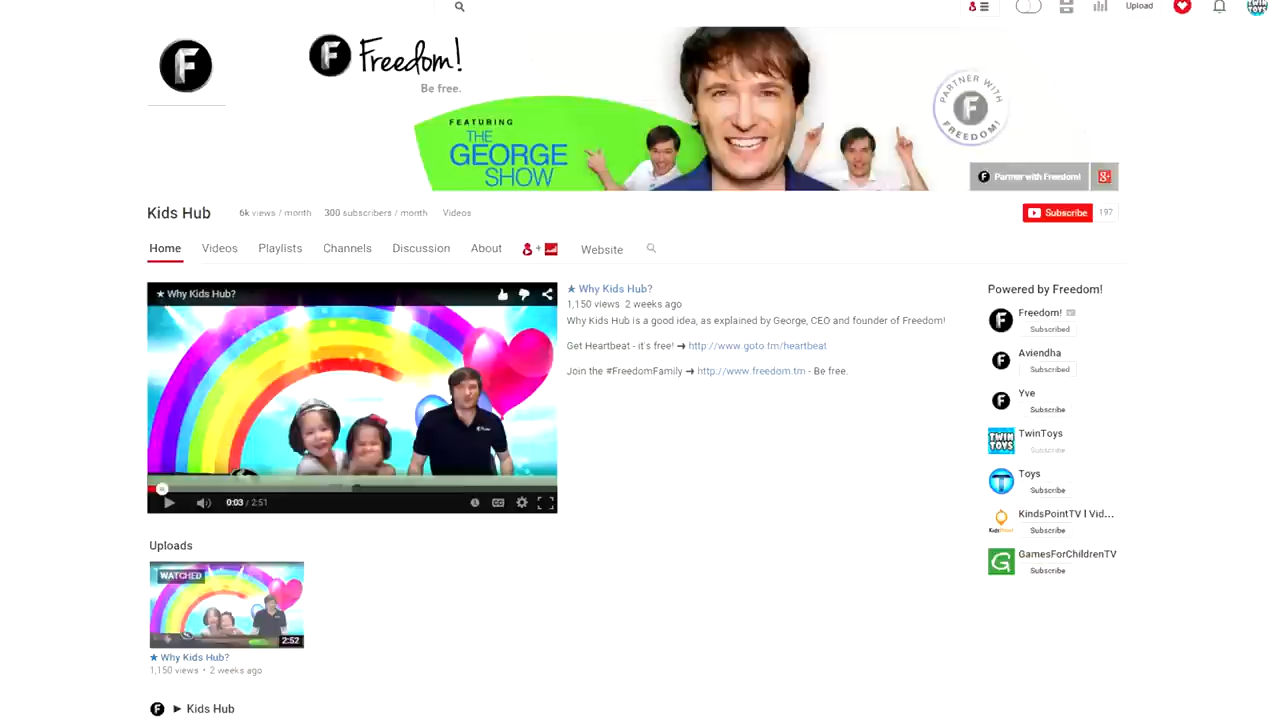 Upload
F
F Freedom!
Be free.
FEATURING
THE
GEORGE
SHOW
PARTNER WITH
F
FREEDOM!
Partner with Freedom!
Kids Hub
6k views / month
300 subscribers / month
Videos
Subscribe
197
Home
Videos
Playlists
Channels
Discussion
About
+
Website
★ Why Kids Hub?
0:03 / 2:51
CC
★ Why Kids Hub?
1,150 views 2 weeks ago
Why Kids Hub is a good idea, as explained by George, CEO and founder of Freedom!
Get Heartbeat - it's free! ➞ http://www.goto.fm/heartbeat
Join the #FreedomFamily ➞ http://www.freedom.tm - Be free.
Powered by Freedom!
Freedom!
Subscribed
Aviendha
Subscribed
Yve
Subscribe
TWIN TOYS
TwinToys
Subscribe
Toys
Subscribe
KindsPointTV | Vid...
Subscribe
GamesForChildrenTV
Subscribe
Uploads
WATCHED
2:52
★ Why Kids Hub?
1,150 views • 2 weeks ago
F ► Kids Hub